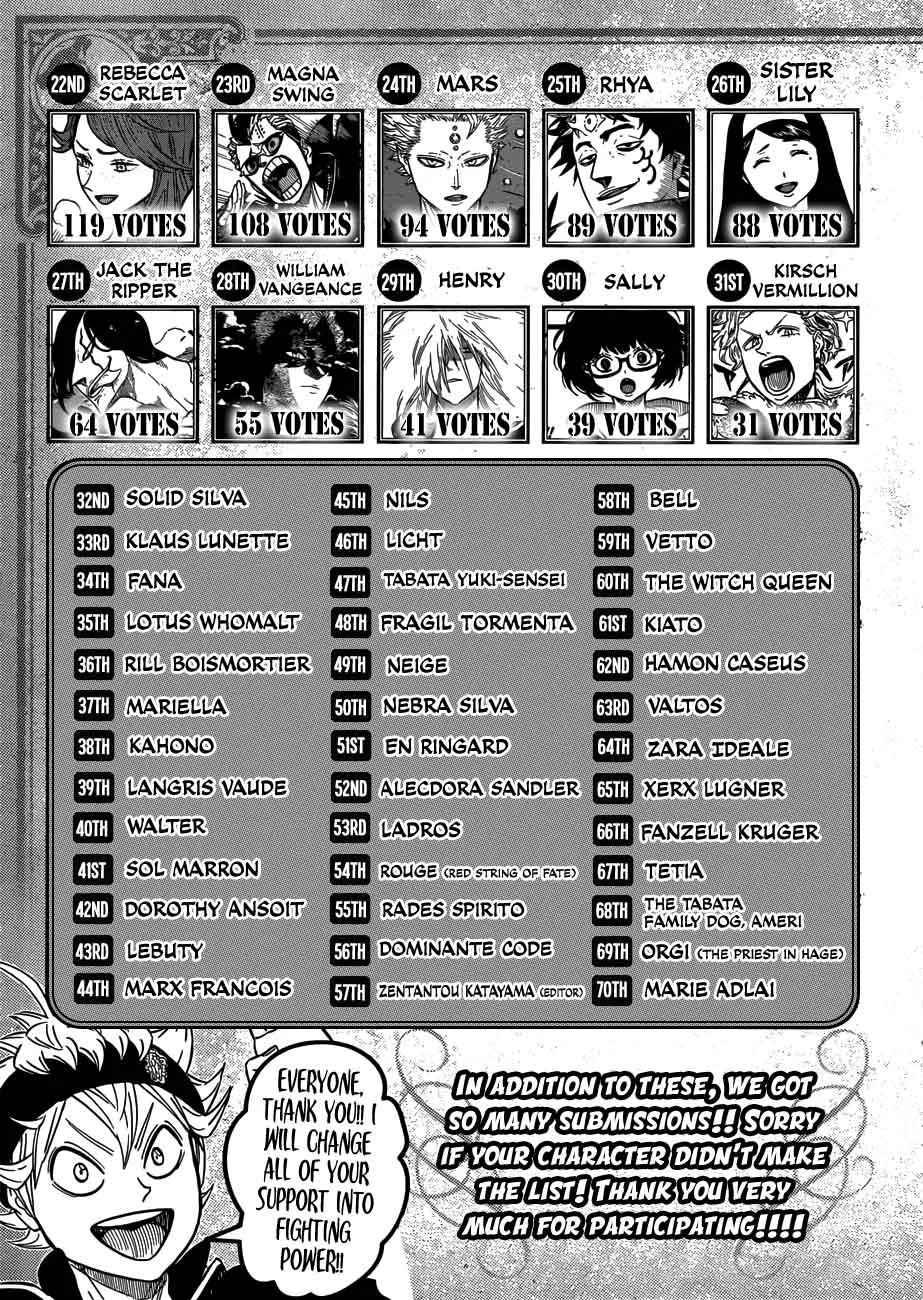 22ND REBECCA SCARLET
119 VOTES
23RD MAGNA SWING
108 VOTES
24TH MARS
94 VOTES
25TH RHYA
89 VOTES
26TH SISTER LILY
88 VOTES
27TH JACK THE RIPPER
64 VOTES
28TH WILLIAM VANGEANCE
55 VOTES
29TH HENRY
41 VOTES
30TH SALLY
39 VOTES
31ST KIRSCH VERMILLION
31 VOTES
32ND SOLID SILVA
33RD KLAUS LUNETTE
34TH FANA
35TH LOTUS WHOMALT
36TH RILL BOISMORTIER
37TH MARIELLA
38TH KAHONO
39TH LANGRIS VAUDE
40TH WALTER
41ST SOL MARRON
42ND DOROTHY ANSOIT
43RD LEBUTY
44TH MARX FRANCOIS
45TH NILS
46TH LICHT
47TH TABATA YUKI-SENSEI
48TH FRAGIL TORMENTA
49TH NEIGE
50TH NEBRA SILVA
51ST EN RINGARD
52ND ALECDORA SANDLER
53RD LADROS
54TH ROUGE (RED STRING OF FATE)
55TH RADES SPIRITO
56TH DOMINANTE CODE
57TH ZENTANTOU KATAYAMA (EDITOR)
58TH BELL
59TH VETTO
60TH THE WITCH QUEEN
61ST KIATO
62ND HAMON CASEUS
63RD VALTOS
64TH ZARA IDEALE
65TH XERX LUGNER
66TH FANZELL KRUGER
67TH TETIA
68TH THE TABATA
FAMILY DOG, AMERI
69TH ORGI (THE PRIEST IN HAGE)
70TH MARIE ADLAI
EVERYONE,
THANK YOU!! I
WILL CHANGE
ALL OF YOUR
SUPPORT INTO
FIGHTING
POWER!!
IN ADDITION TO THESE, WE GOT
SO MANY SUBMISSIONS!! SORRY
IF YOUR CHARACTER DIDN'T MAKE
THE LIST! THANK YOU VERY
MUCH FOR PARTICIPATING!!!!